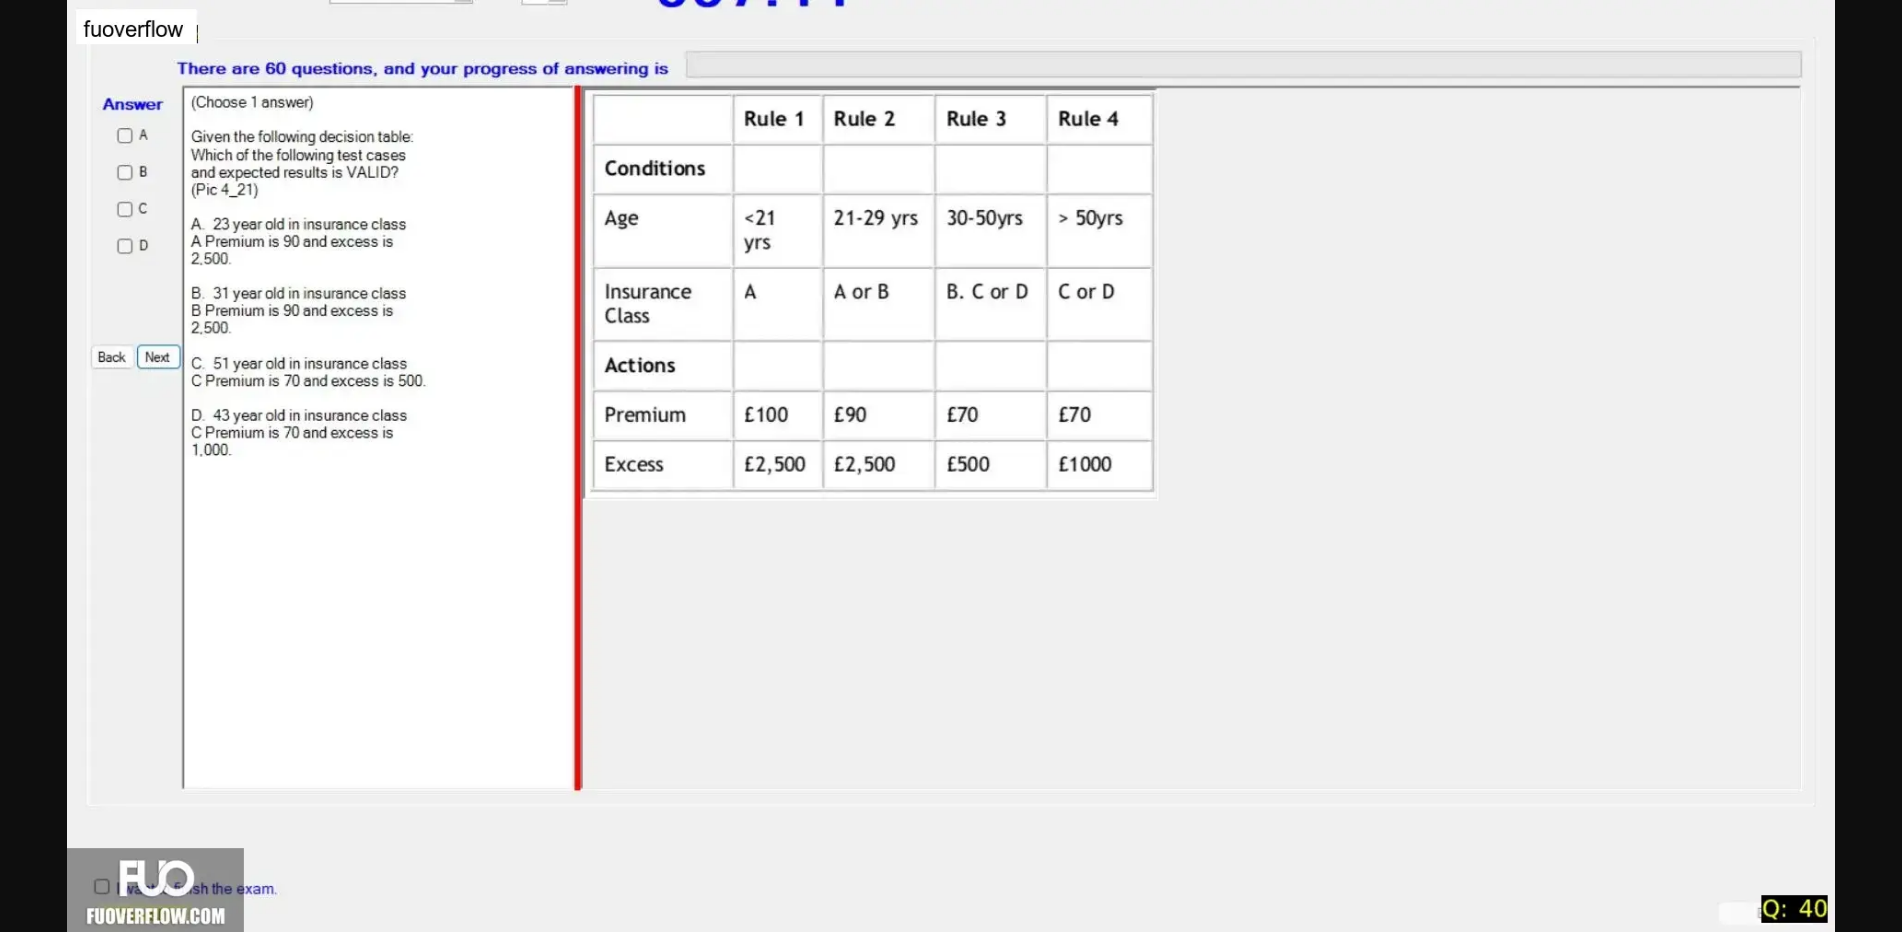 fuoverflow
There are 60 questions, and your progress of answering is
Answer
A
B
C
D
Back
Next
(Choose 1 answer)
Given the following decision table:
Which of the following test cases
and expected results is VALID?
(Pic 4_21)
A. 23 year old in insurance class
A Premium is 90 and excess is
2,500.
B. 31 year old in insurance class
B Premium is 90 and excess is
2,500.
C. 51 year old in insurance class
C Premium is 70 and excess is 500.
D. 43 year old in insurance class
C Premium is 70 and excess is
1,000.
Rule 1 Rule 2 Rule 3 Rule 4
Conditions
Age <21 yrs 21-29 yrs 30-50yrs > 50yrs
Insurance Class A A or B B. C or D C or D
Actions
Premium £100 £90 £70 £70
Excess £2,500 £2,500 £500 £1000
the exam.
FUO
FUOVERFLOW.COM
Q: 40